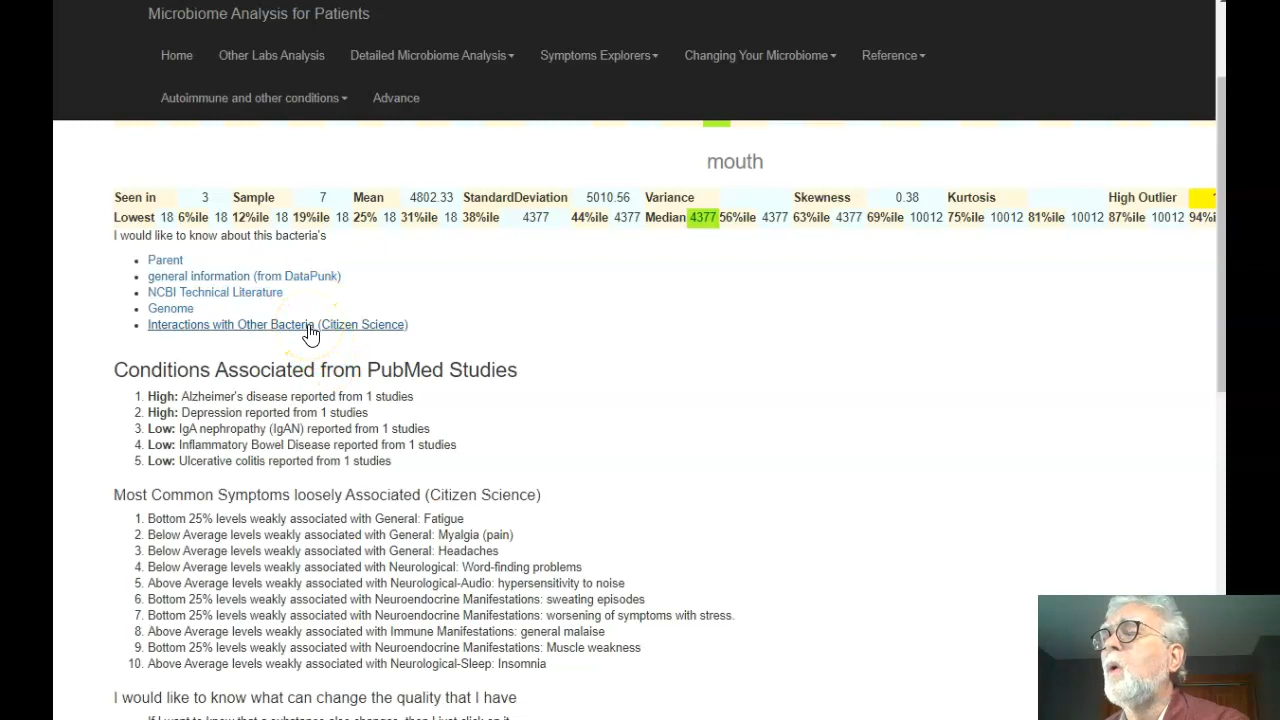 Microbiome Analysis for Patients
Home Other Labs Analysis Detailed Microbiome Analysis Symptoms Explorers Changing Your Microbiome Reference
Autoimmune and other conditions Advance
mouth
Seen in 3 Sample 7 Mean 4802.33 StandardDeviation 5010.56 Variance Skewness 0.38 Kurtosis High Outlier
Lowest 18 6%ile 18 12%ile 18 19%ile 18 25% 18 31%ile 18 38%ile 4377 44%ile 4377 Median 4377 56%ile 4377 63%ile 4377 69%ile 10012 75%ile 10012 81%ile 10012 87%ile 10012 94%i
I would like to know about this bacteria's
Parent
general information (from DataPunk)
NCBI Technical Literature
Genome
Interactions with Other Bacteria (Citizen Science)
Conditions Associated from PubMed Studies
1. High: Alzheimer's disease reported from 1 studies
2. High: Depression reported from 1 studies
3. Low: IgA nephropathy (IgAN) reported from 1 studies
4. Low: Inflammatory Bowel Disease reported from 1 studies
5. Low: Ulcerative colitis reported from 1 studies
Most Common Symptoms loosely Associated (Citizen Science)
1. Bottom 25% levels weakly associated with General: Fatigue
2. Below Average levels weakly associated with General: Myalgia (pain)
3. Below Average levels weakly associated with General: Headaches
4. Below Average levels weakly associated with Neurological: Word-finding problems
5. Above Average levels weakly associated with Neurological-Audio: hypersensitivity to noise
6. Bottom 25% levels weakly associated with Neuroendocrine Manifestations: sweating episodes
7. Bottom 25% levels weakly associated with Neuroendocrine Manifestations: worsening of symptoms with stress.
8. Above Average levels weakly associated with Immune Manifestations: general malaise
9. Bottom 25% levels weakly associated with Neuroendocrine Manifestations: Muscle weakness
10. Above Average levels weakly associated with Neurological-Sleep: Insomnia
I would like to know what can change the quality that I have
If I want to know that a substance also changes, then I just click on it